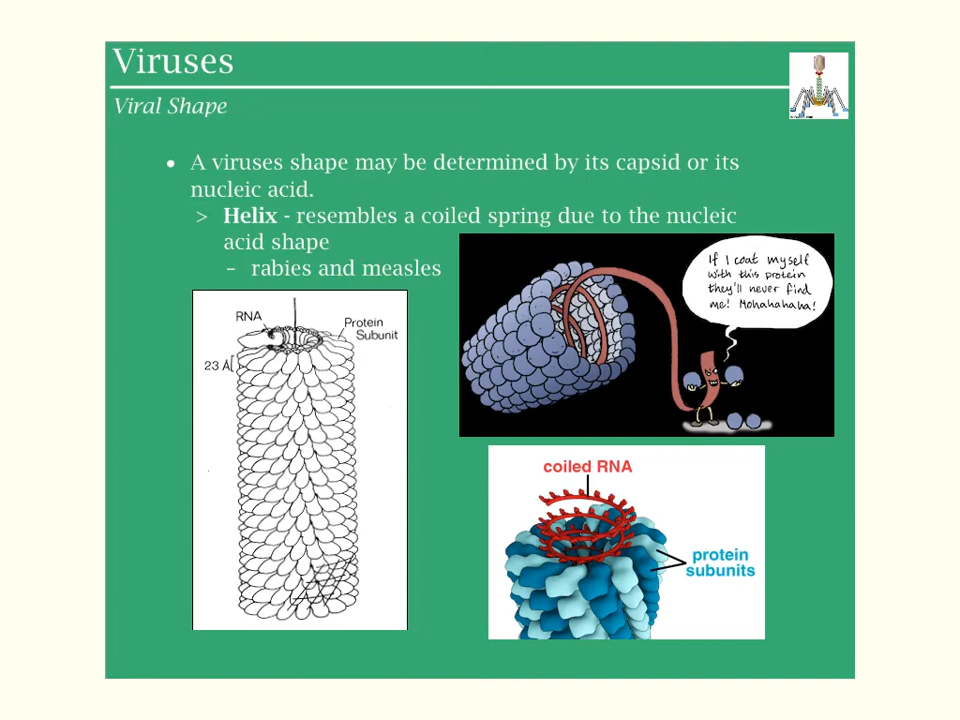 Viruses
Viral Shape
• A viruses shape may be determined by its capsid or its
nucleic acid.
> Helix - resembles a coiled spring due to the nucleic
acid shape
– rabies and measles
If I coat myself
with this protein
they'll never find
me! Mohahahaha!
RNA
Protein
Subunit
23 Å
coiled RNA
protein
subunits